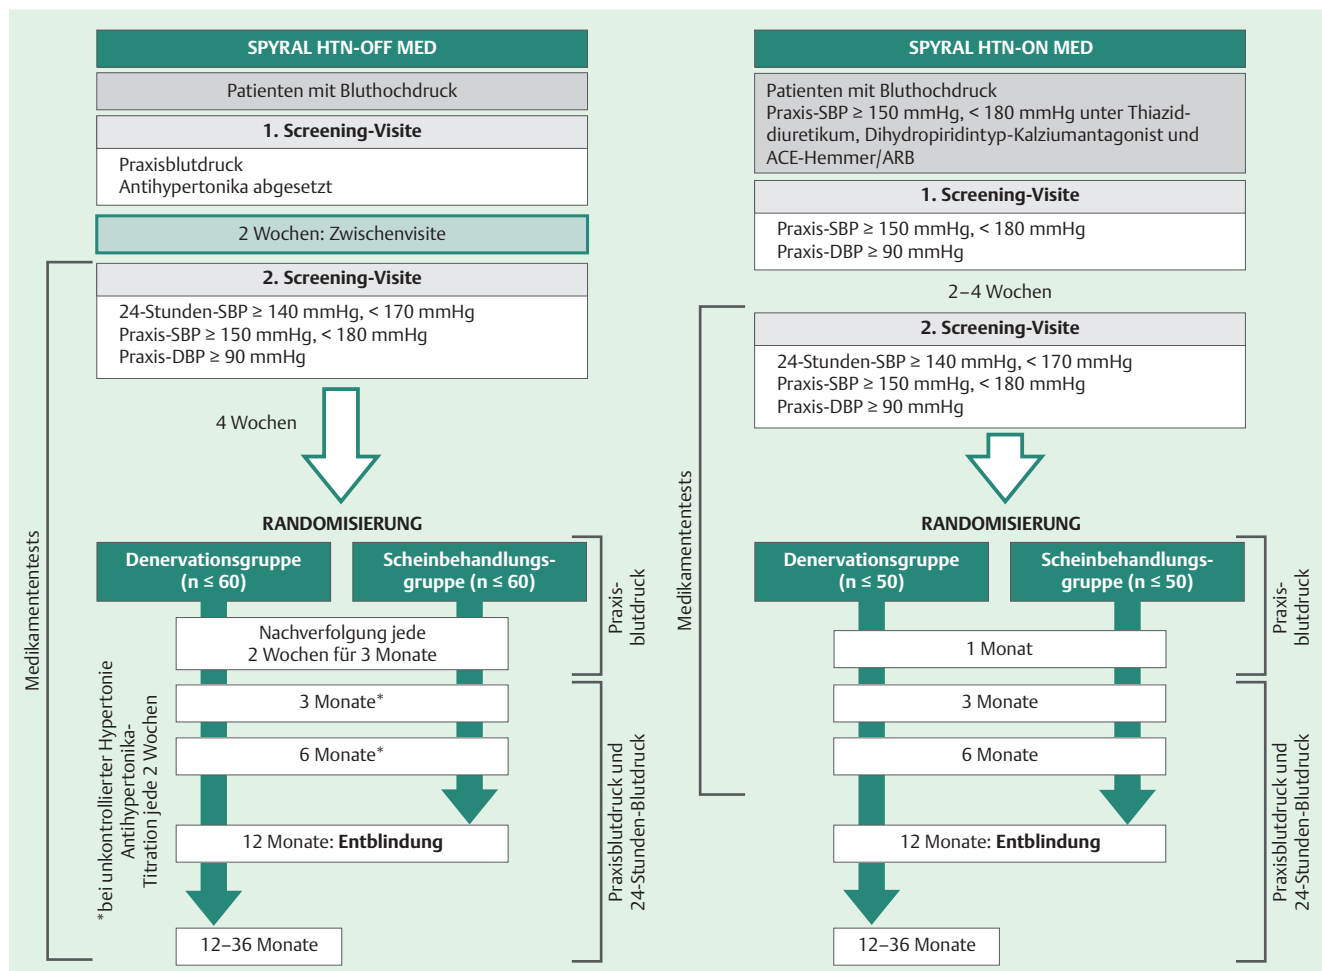 SPYRAL HTN-OFF MED
Patienten mit Bluthochdruck
1. Screening-Visite
Praxisblutdruck
Antihypertonika abgesetzt
2 Wochen: Zwischenvisite
2. Screening-Visite
24-Stunden-SBP ≥ 140 mmHg, < 170 mmHg
Praxis-SBP ≥ 150 mmHg, < 180 mmHg
Praxis-DBP ≥ 90 mmHg
4 Wochen
RANDOMISIERUNG
Denervationsgruppe
(n ≤ 60)
Scheinbehandlungs-
gruppe (n ≤ 60)
Nachverfolgung jede
2 Wochen für 3 Monate
3 Monate*
6 Monate*
12 Monate: Entblindung
12–36 Monate
Medikamententests
*bei unkontrollierter Hypertonie
Antihypertonika-
Titration jede 2 Wochen
Praxis-
blutdruck
Praxisblutdruck und
24-Stunden-Blutdruck
SPYRAL HTN-ON MED
Patienten mit Bluthochdruck
Praxis-SBP ≥ 150 mmHg, < 180 mmHg unter Thiazid-
diuretikum, Dihydropiridintyp-Kalziumantagonist und
ACE-Hemmer/ARB
1. Screening-Visite
Praxis-SBP ≥ 150 mmHg, < 180 mmHg
Praxis-DBP ≥ 90 mmHg
2–4 Wochen
2. Screening-Visite
24-Stunden-SBP ≥ 140 mmHg, < 170 mmHg
Praxis-SBP ≥ 150 mmHg, < 180 mmHg
Praxis-DBP ≥ 90 mmHg
RANDOMISIERUNG
Denervationsgruppe
(n ≤ 50)
Scheinbehandlungs-
gruppe (n ≤ 50)
1 Monat
3 Monate
6 Monate
12 Monate: Entblindung
12–36 Monate
Medikamententests
Praxis-
blutdruck
Praxisblutdruck und
24-Stunden-Blutdruck